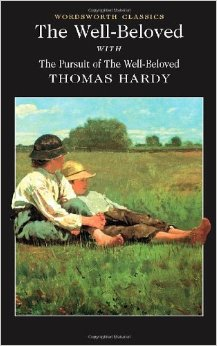 WORDSWORTH CLASSICS
The Well-Beloved
WITH
The Pursuit of The Well-Beloved
THOMAS HARDY